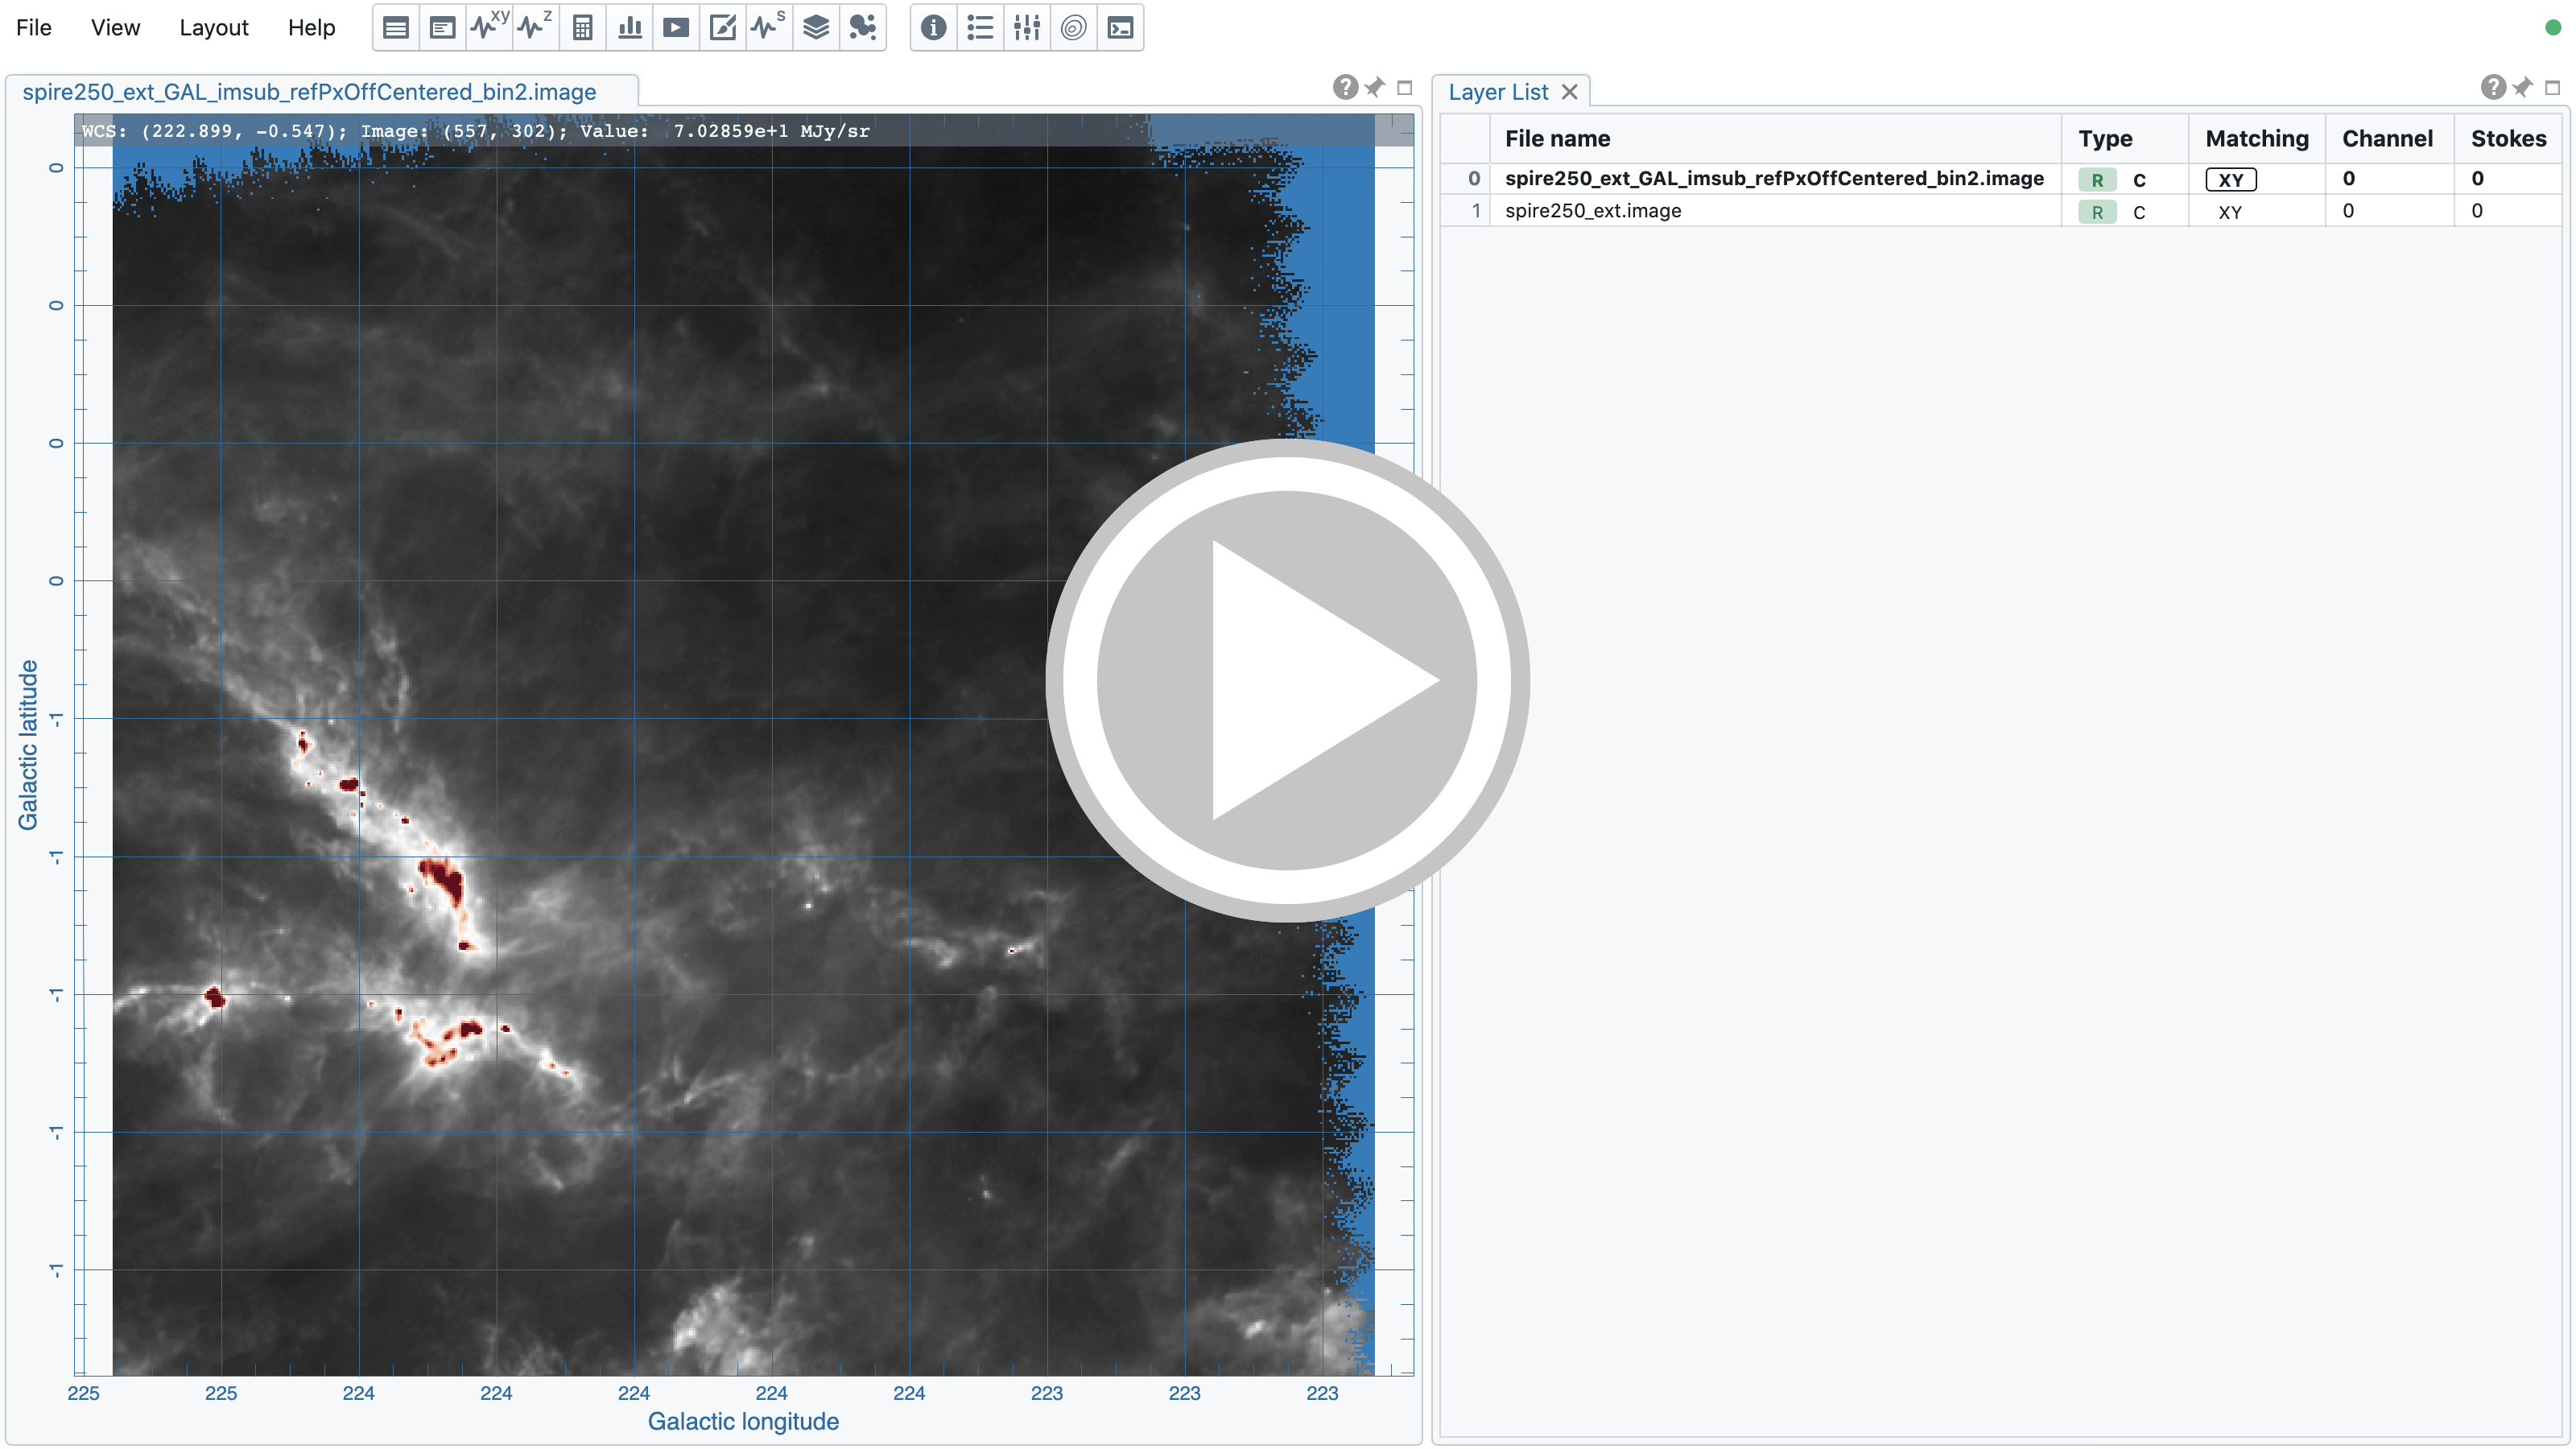 File View Layout Help
xy z s
spire250_ext_GAL_imsub_refPxOffCentered_bin2.image
WCS: (222.899, -0.547); Image: (557, 302); Value: 7.02859e+1 MJy/sr
0
0
0
0
-1
-1
-1
-1
-1
Galactic latitude
225 225 224 224 224 224 224 223 223 223
Galactic longitude
Layer List
File name Type Matching Channel Stokes
0 spire250_ext_GAL_imsub_refPxOffCentered_bin2.image R C XY 0 0
1 spire250_ext.image R C XY 0 0